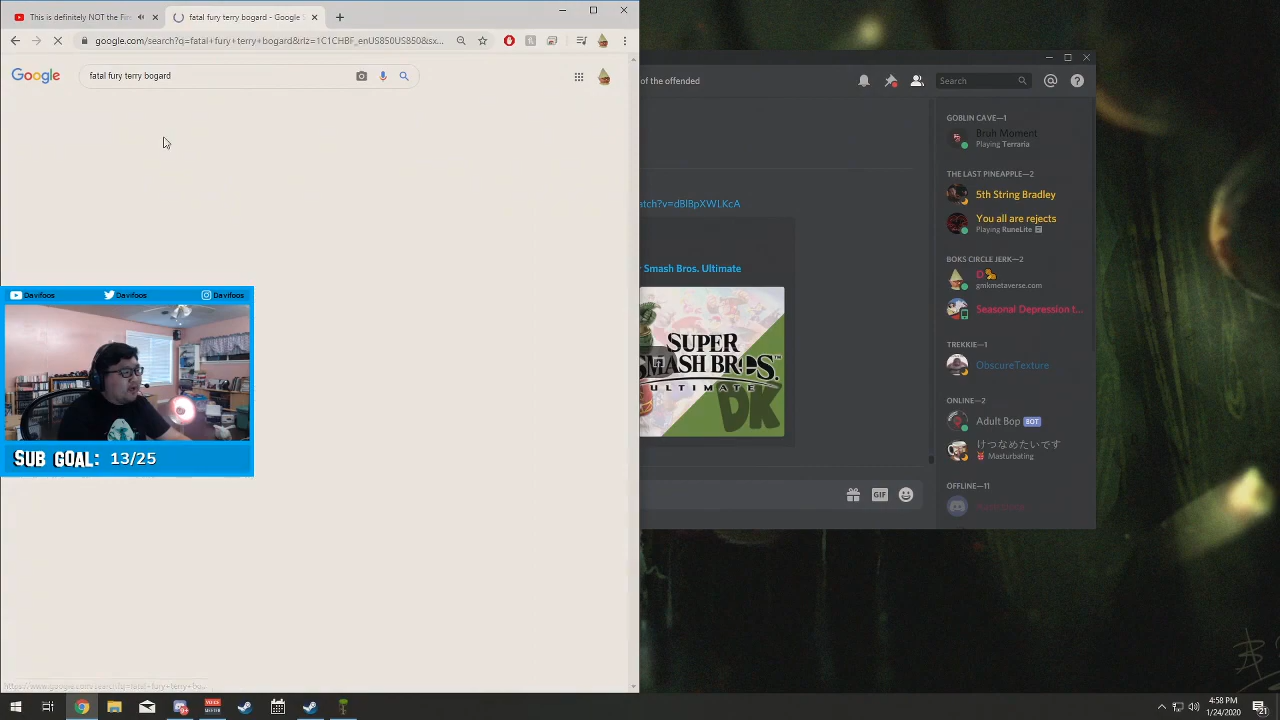 This is definitely NOT the Fir
fatal fury terry bogard - Google S
google.com/search?q=fatal+fury+terry+bogard&rlz=1C1CHBF_enUS850US850&sx...
Google
fatal fury terry bogard
of the offended
Search
atch?v=dBlBpXWLKcA
r Smash Bros. Ultimate
SUPER
SMASH BROS.™
ULTIMATE
DK
GIF
GOBLIN CAVE—1
Bruh Moment
Playing Terraria
THE LAST PINEAPPLE—2
5th String Bradley
You all are rejects
Playing RuneLite
BOKS CIRCLE JERK—2
D
gmkmetaverse.com
Seasonal Depression t...
TREKKIE—1
ObscureTexture
ONLINE—2
Adult Bop BOT
けつなめたいです
Masturbating
OFFLINE—11
Davifoos
Davifoos
Davifoos
SUB GOAL: 13/25
4:58 PM
1/24/2020
21